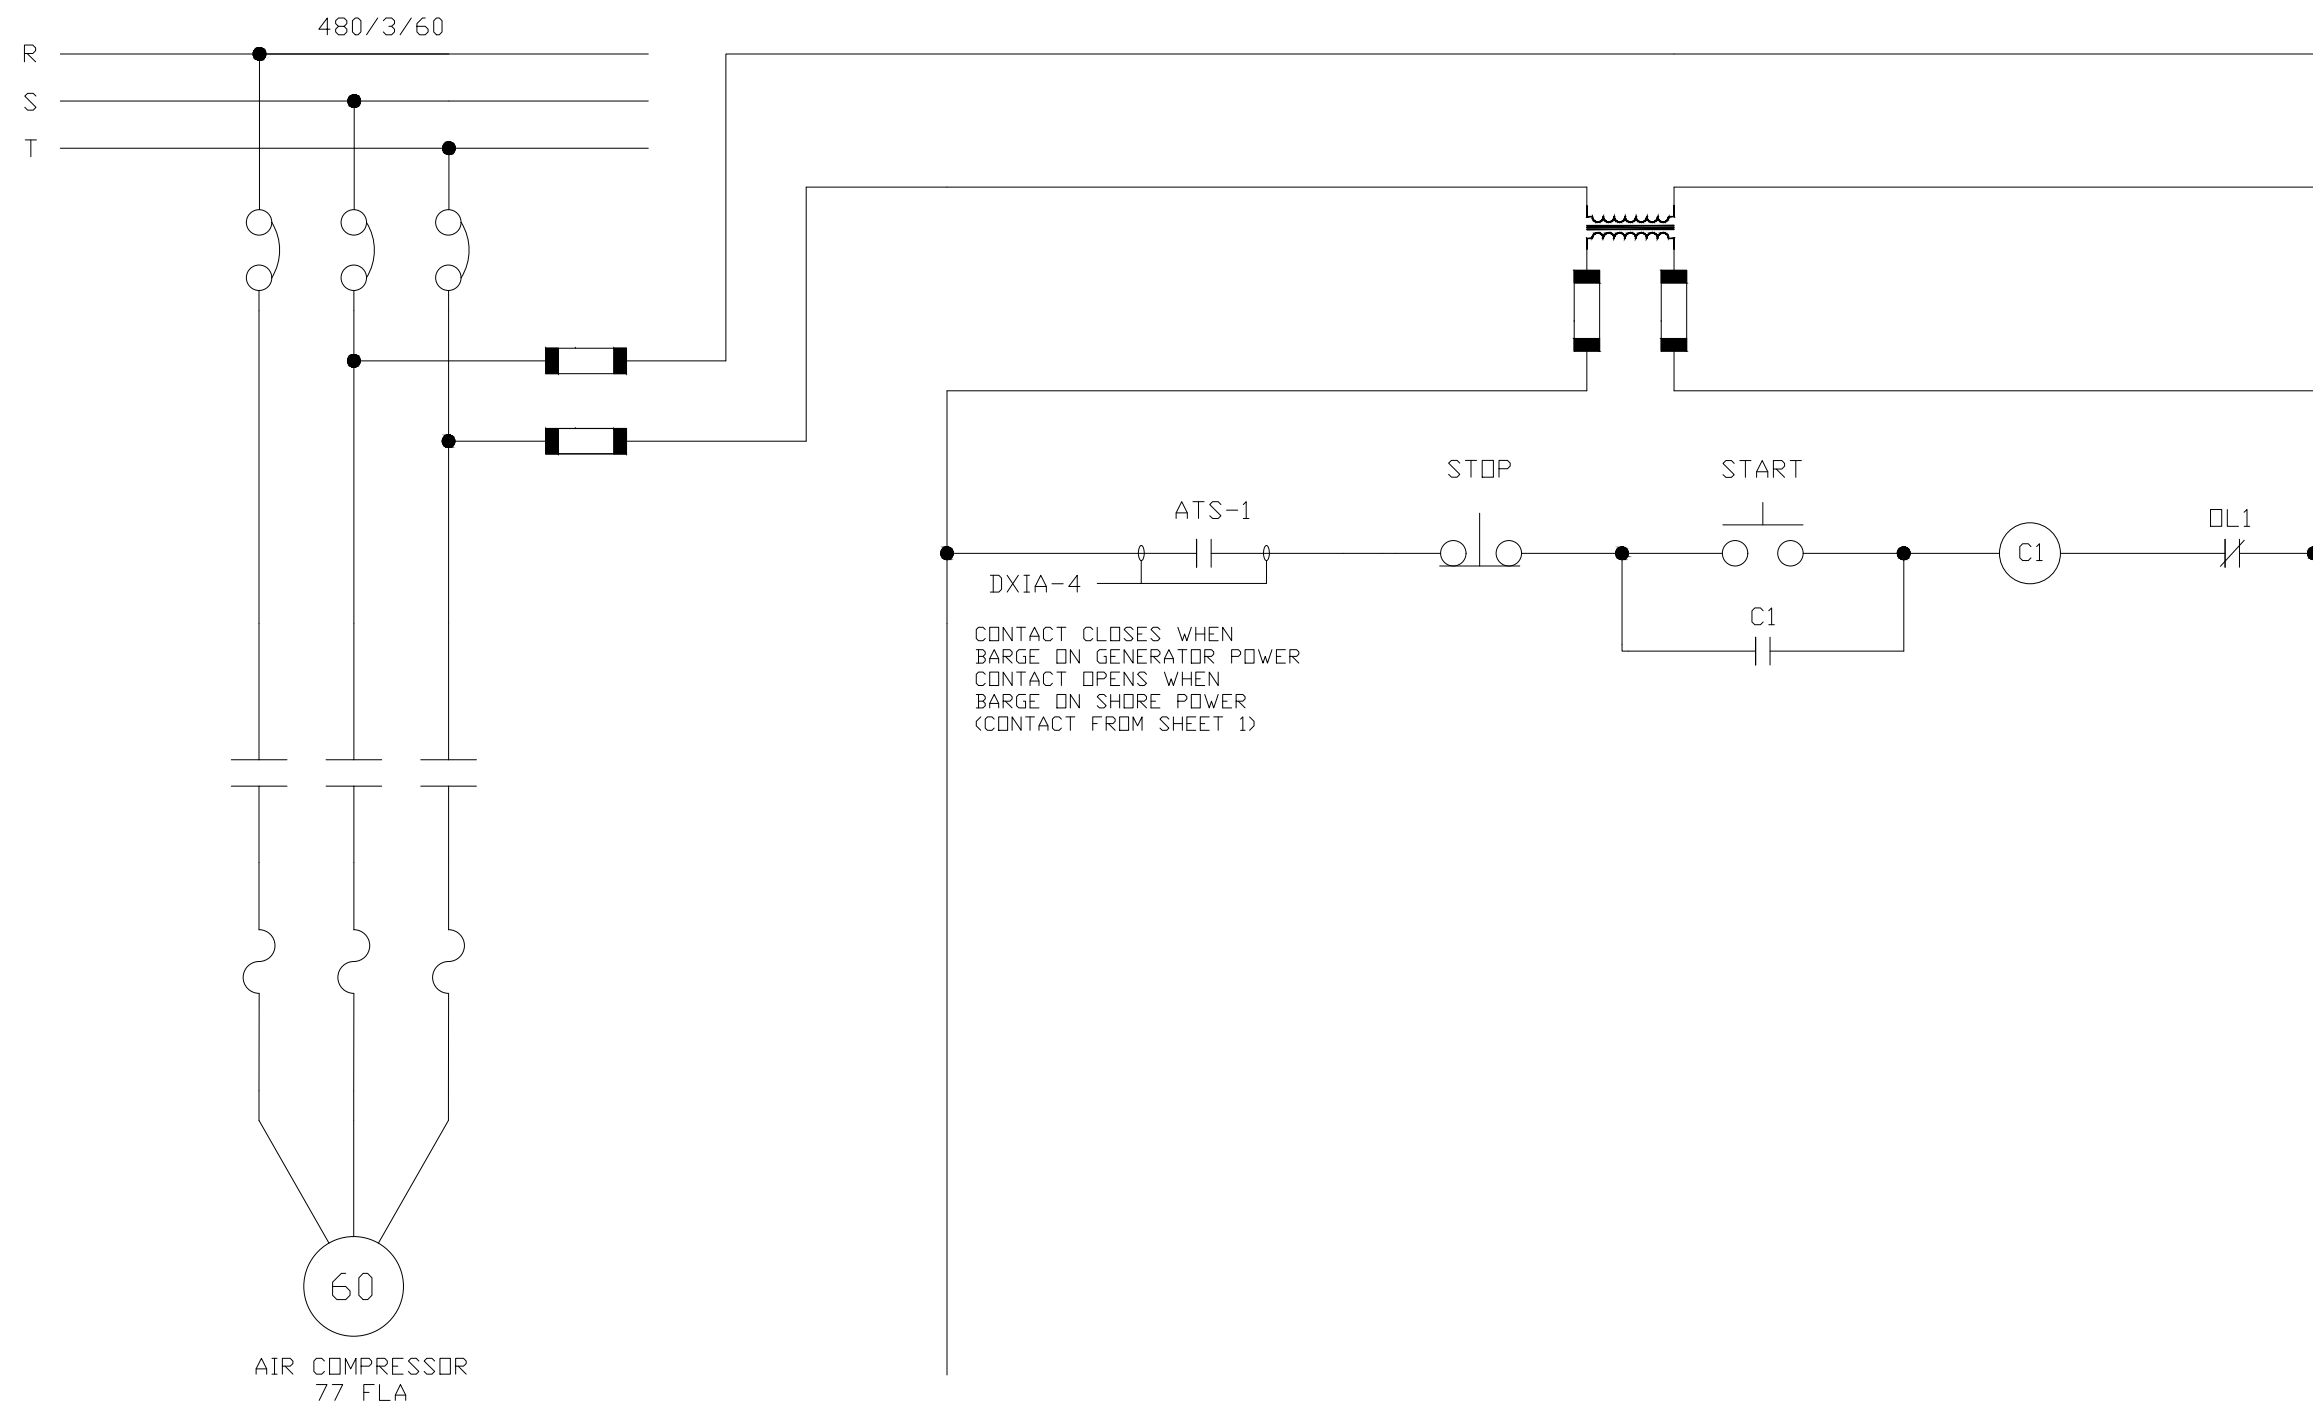 480/3/60
R
S
T
STOP
START
ATS-1
OL1
C1
DXIA-4
C1
CONTACT CLOSES WHEN
BARGE ON GENERATOR POWER
CONTACT OPENS WHEN
BARGE ON SHORE POWER
(CONTACT FROM SHEET 1)
60
AIR COMPRESSOR
77 FLA